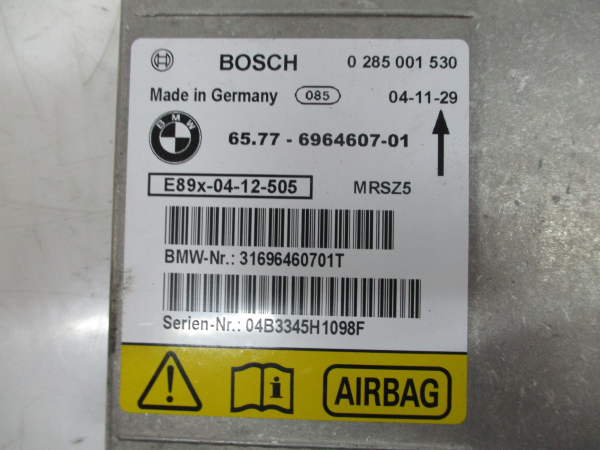 BOSCH 0 285 001 530
Made in Germany 085 04-11-29
BMW 65.77 - 6964607-01
E89x-04-12-505 MRSZ5
BMW-Nr.: 31696460701T
Serien-Nr.: 04B3345H1098F
AIRBAG